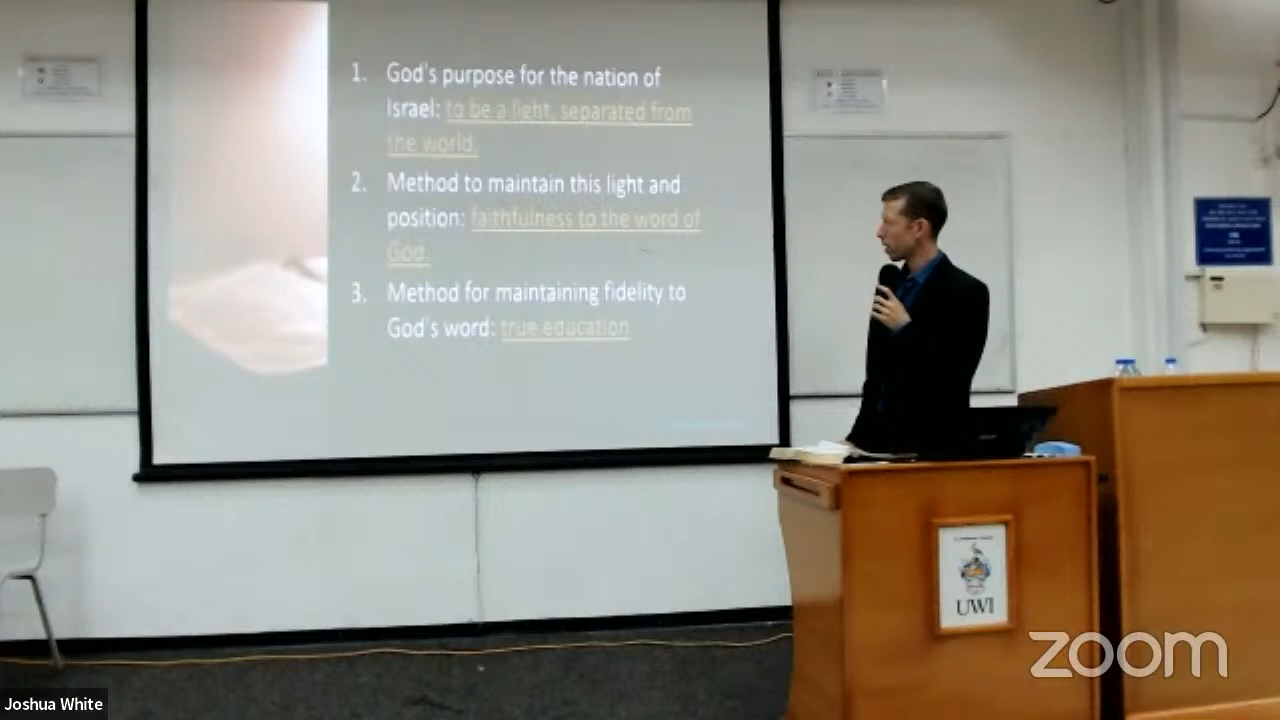 1. God's purpose for the nation of
Israel: to be a light, separated from
the world.
2. Method to maintain this light and
position: faithfulness to the word of
God.
3. Method for maintaining fidelity to
God's word: true education
UWI
zoom
Joshua White